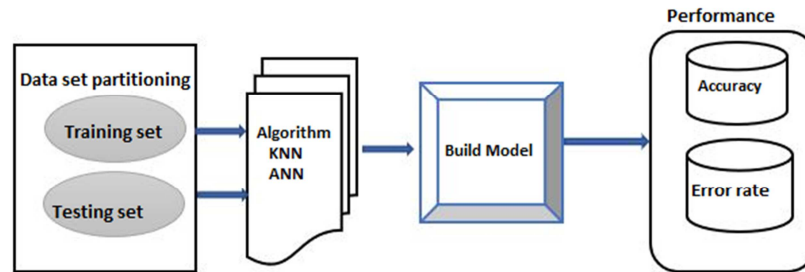 Performance
Data set partitioning
Training set
Testing set
Algorithm
KNN
ANN
Build Model
Accuracy
Error rate